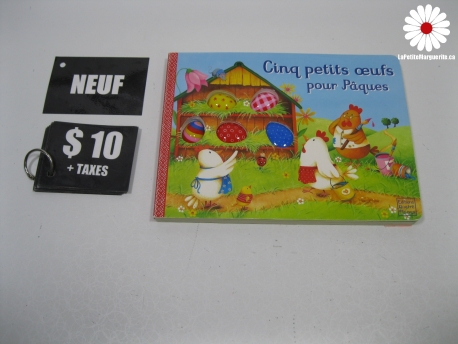 NEUF
$ 10
+ TAXES
Cinq petits œufs
pour Pâques
LaPetiteMarguerite.ca